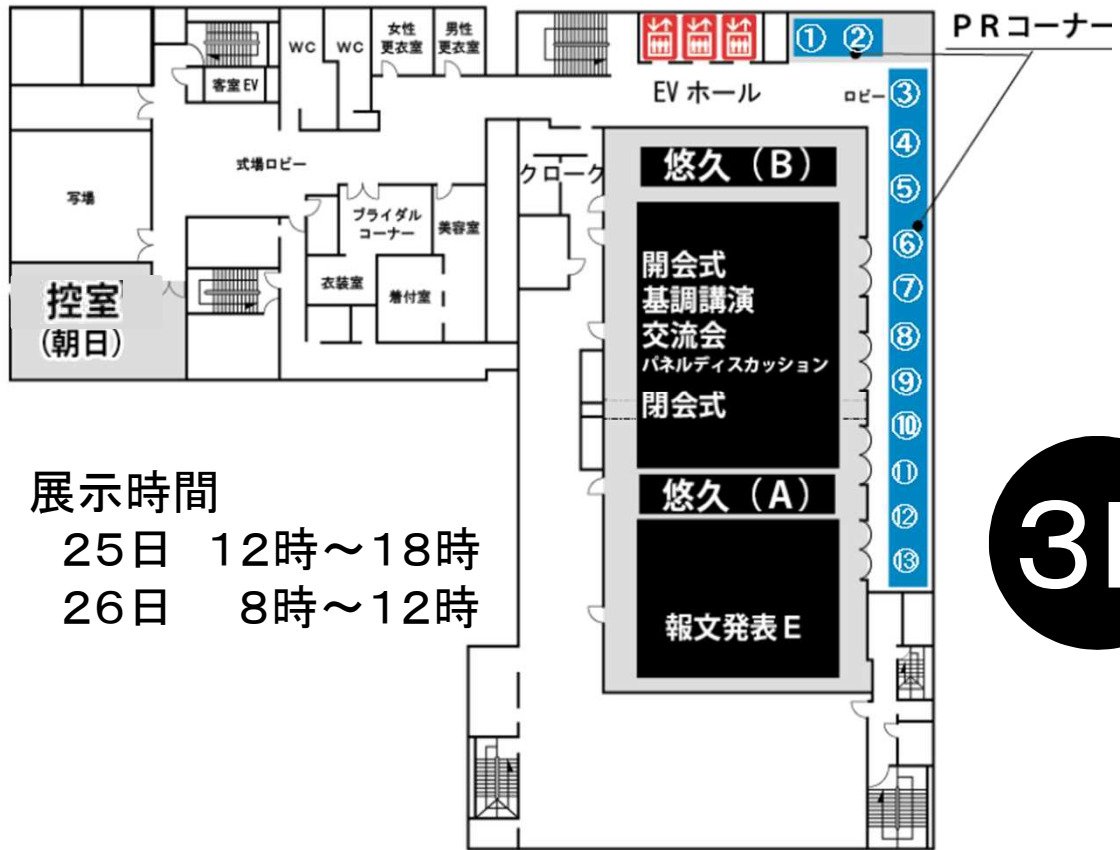 PRコーナー
女性
更衣室
男性
更衣室
WC
WC
①
②
客室 EV
EV ホール
ロビー
③
④
⑤
⑥
⑦
⑧
⑨
⑩
⑪
⑫
⑬
式場ロビー
クローク
悠久（B）
写場
ブライダル
コーナー
美容室
衣装室
着付室
控室
(朝日)
開会式
基調講演
交流会
パネルディスカッション
閉会式
悠久（A）
報文発表 E
展示時間
25日 12時～18時
26日 8時～12時
3